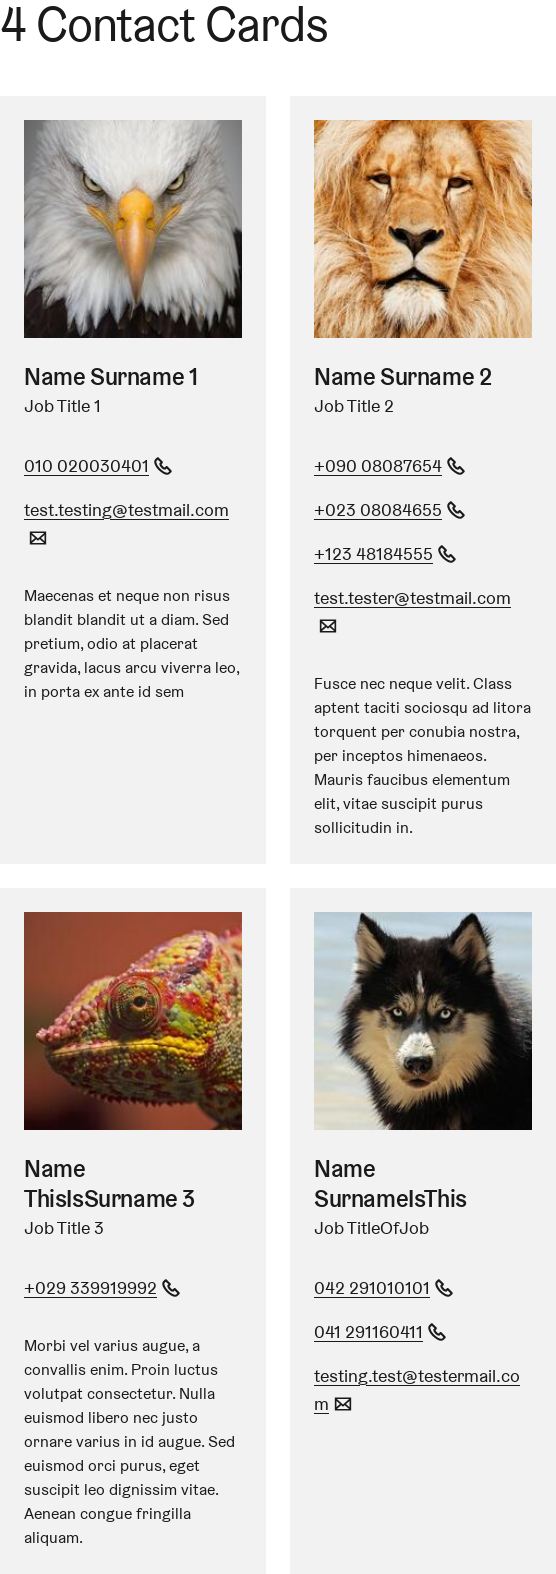 4 Contact Cards
Name Surname 1
Job Title 1
010 020030401
test.testing@testmail.com
Maecenas et neque non risus
blandit blandit ut a diam. Sed
pretium, odio at placerat
gravida, lacus arcu viverra leo,
in porta ex ante id sem
Name Surname 2
Job Title 2
+090 08087654
+023 08084655
+123 48184555
test.tester@testmail.com
Fusce nec neque velit. Class
aptent taciti sociosqu ad litora
torquent per conubia nostra,
per inceptos himenaeos.
Mauris faucibus elementum
elit, vitae suscipit purus
sollicitudin in.
Name
ThisIsSurname 3
Job Title 3
+029 339919992
Morbi vel varius augue, a
convallis enim. Proin luctus
volutpat consectetur. Nulla
euismod libero nec justo
ornare varius in id augue. Sed
euismod orci purus, eget
suscipit leo dignissim vitae.
Aenean congue fringilla
aliquam.
Name
SurnameIsThis
Job TitleOfJob
042 291010101
041 291160411
testing.test@testermail.co
m